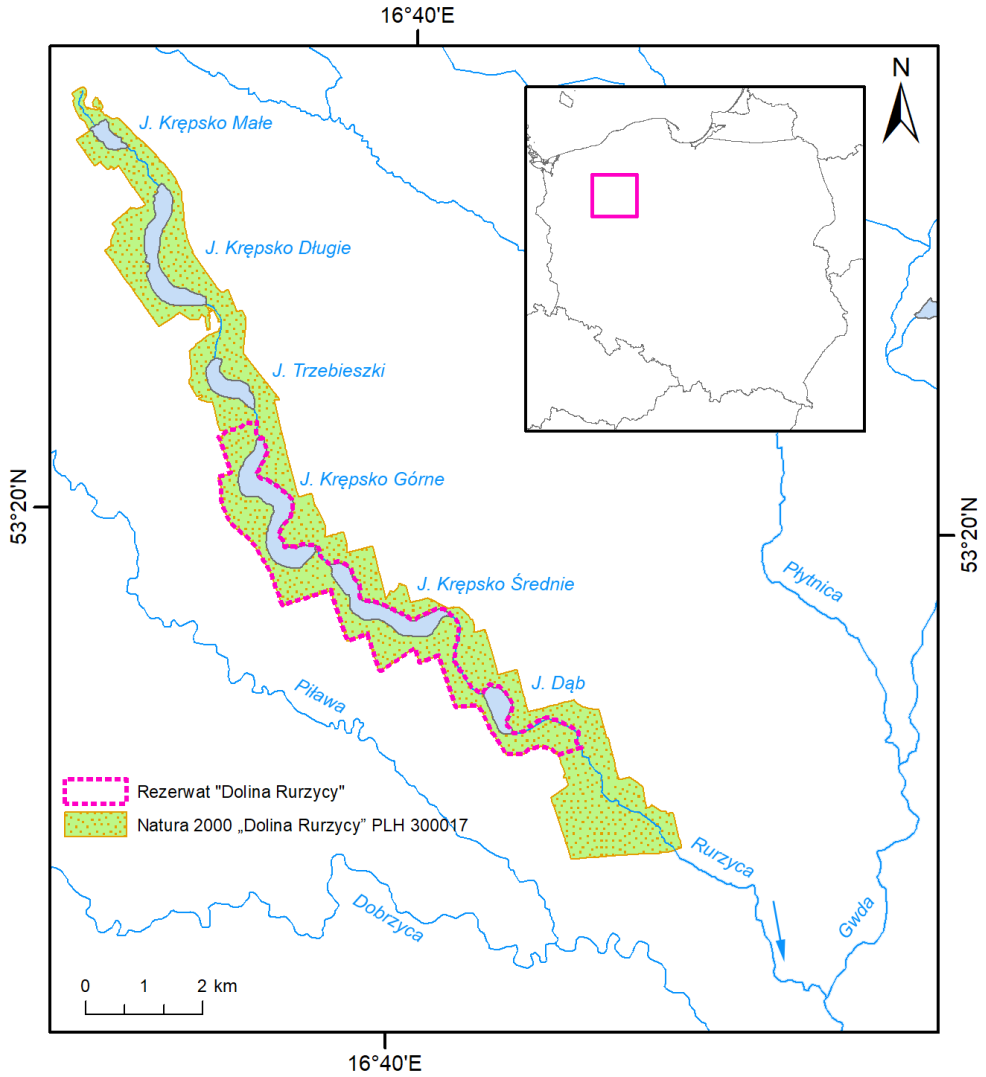 16°40'E
N
J. Krępsko Małe
J. Krępsko Długie
J. Trzebieszki
J. Krępsko Górne
53°20'N
53°20'N
J. Krępsko Średnie
Płytnica
J. Dąb
Piława
Rezerwat "Dolina Rurzycy"
Natura 2000 „Dolina Rurzycy” PLH 300017
Rurzyca
Dobrzyca
Gwda
0 1 2 km
16°40'E